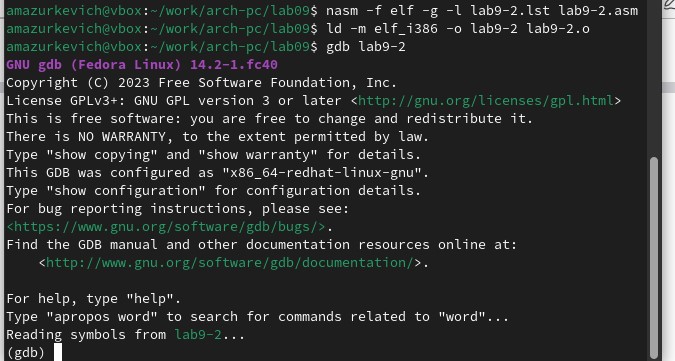 amazurkevich@vbox:~/work/arch-pc/lab09$ nasm -f elf -g -l lab9-2.lst lab9-2.asm
amazurkevich@vbox:~/work/arch-pc/lab09$ ld -m elf_i386 -o lab9-2 lab9-2.o
amazurkevich@vbox:~/work/arch-pc/lab09$ gdb lab9-2
GNU gdb (Fedora Linux) 14.2-1.fc40
Copyright (C) 2023 Free Software Foundation, Inc.
License GPLv3+: GNU GPL version 3 or later <http://gnu.org/licenses/gpl.html>
This is free software: you are free to change and redistribute it.
There is NO WARRANTY, to the extent permitted by law.
Type "show copying" and "show warranty" for details.
This GDB was configured as "x86_64-redhat-linux-gnu".
Type "show configuration" for configuration details.
For bug reporting instructions, please see:
<https://www.gnu.org/software/gdb/bugs/>.
Find the GDB manual and other documentation resources online at:
    <http://www.gnu.org/software/gdb/documentation/>.

For help, type "help".
Type "apropos word" to search for commands related to "word"...
Reading symbols from lab9-2...
(gdb)